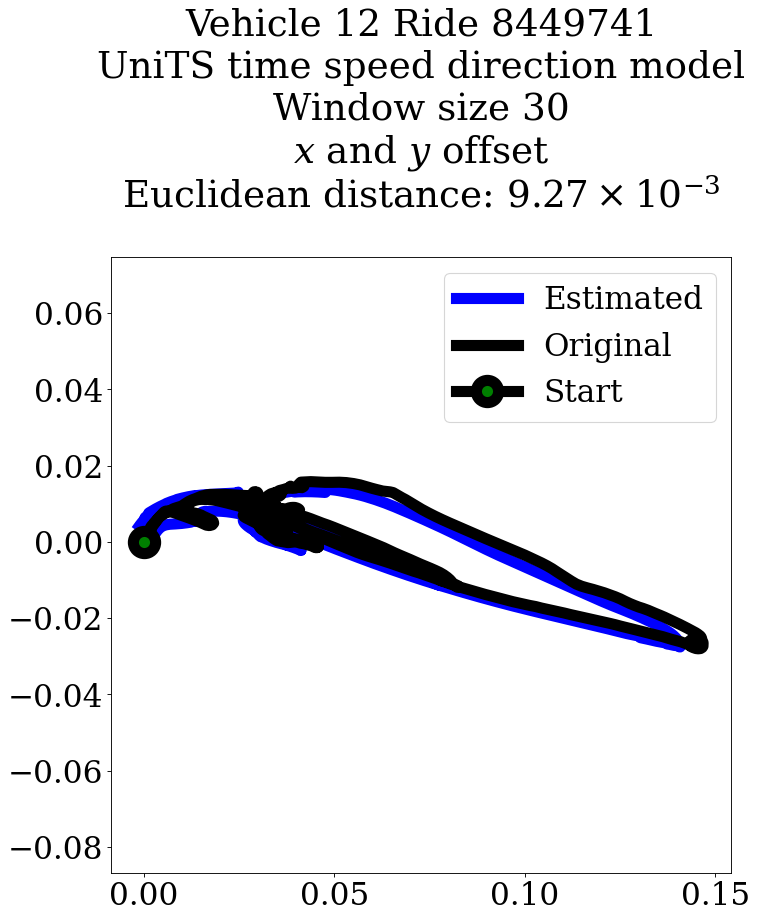 Vehicle 12 Ride 8449741
UniTS time speed direction model
Window size 30
x and y offset
Euclidean distance: 9.27 × 10⁻³
Estimated
Original
Start
0.06
0.04
0.02
0.00
−0.02
−0.04
−0.06
−0.08
0.00 0.05 0.10 0.15